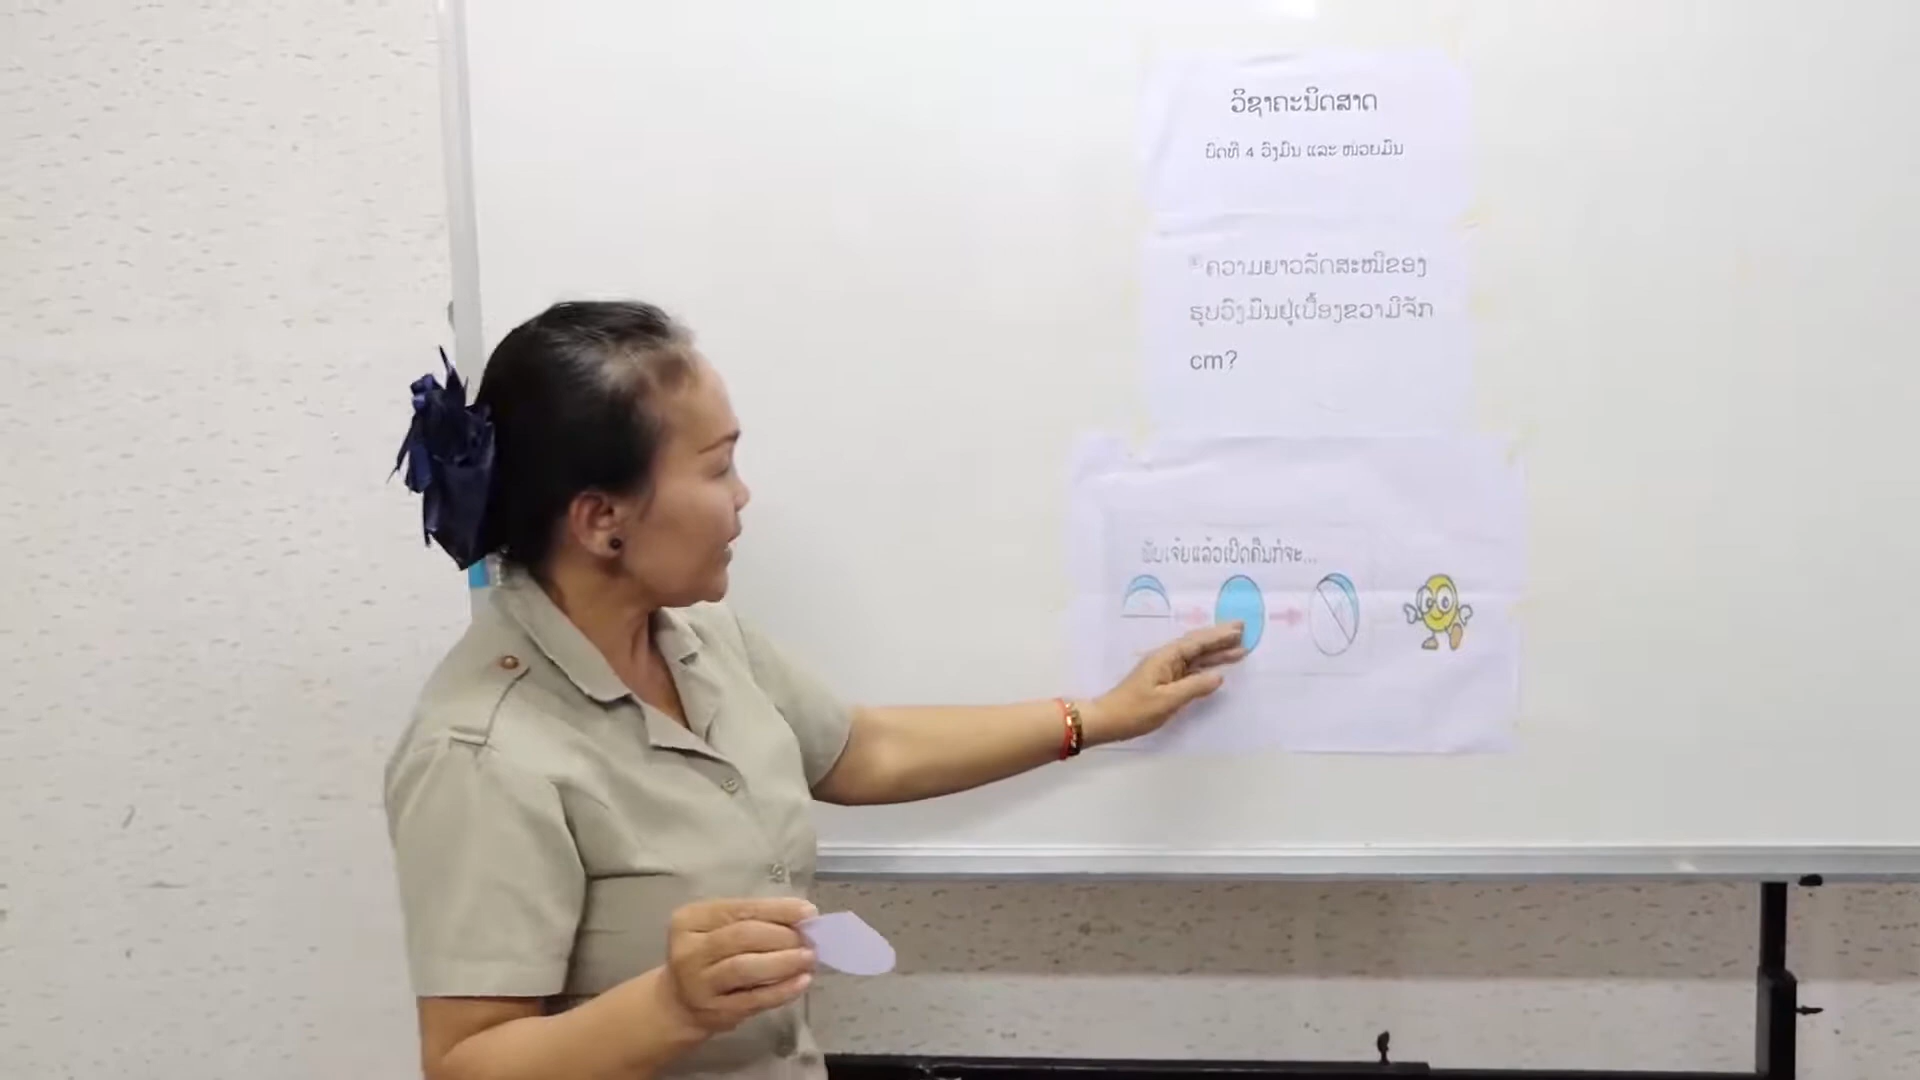 ວິຊາຄະນິດສາດ
ບົດທີ 4 ວົງມົນ ແລະ ໜ່ວຍມົນ
ຄວາມຍາວລັດສະໝີຂອງ
ຮູບວົງມົນຢູ່ເບື້ອງຂວາມີຈັກ
cm?
ພັບເຈ້ຍແລ້ວເປີດຄືນກໍຈະ...